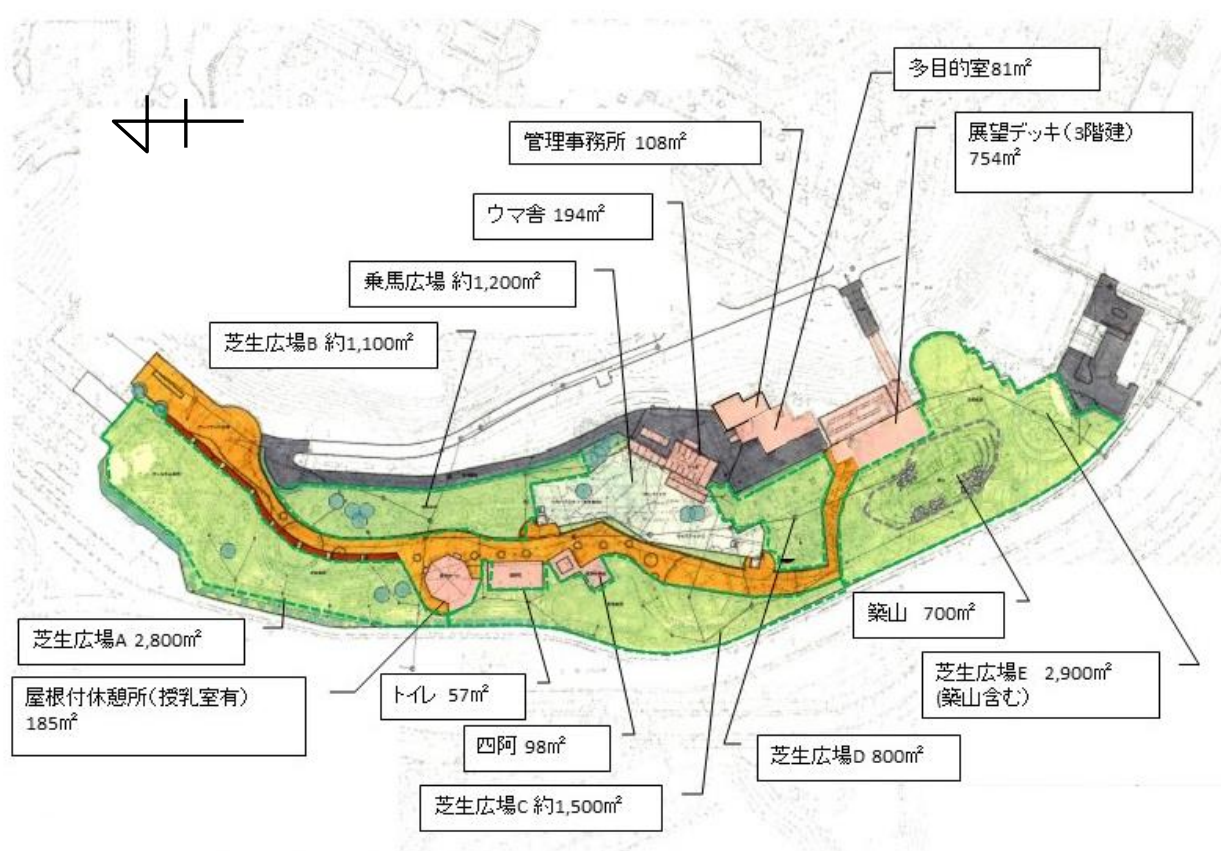 多目的室81㎡
展望デッキ(3階建)
754㎡
管理事務所 108㎡
ウマ舎 194㎡
乗馬広場 約1,200㎡
芝生広場B 約1,100㎡
芝生広場A 2,800㎡
屋根付休憩所(授乳室有)
185㎡
トイレ 57㎡
四阿 98㎡
芝生広場C 約1,500㎡
芝生広場D 800㎡
築山 700㎡
芝生広場E 2,900㎡
(築山含む)